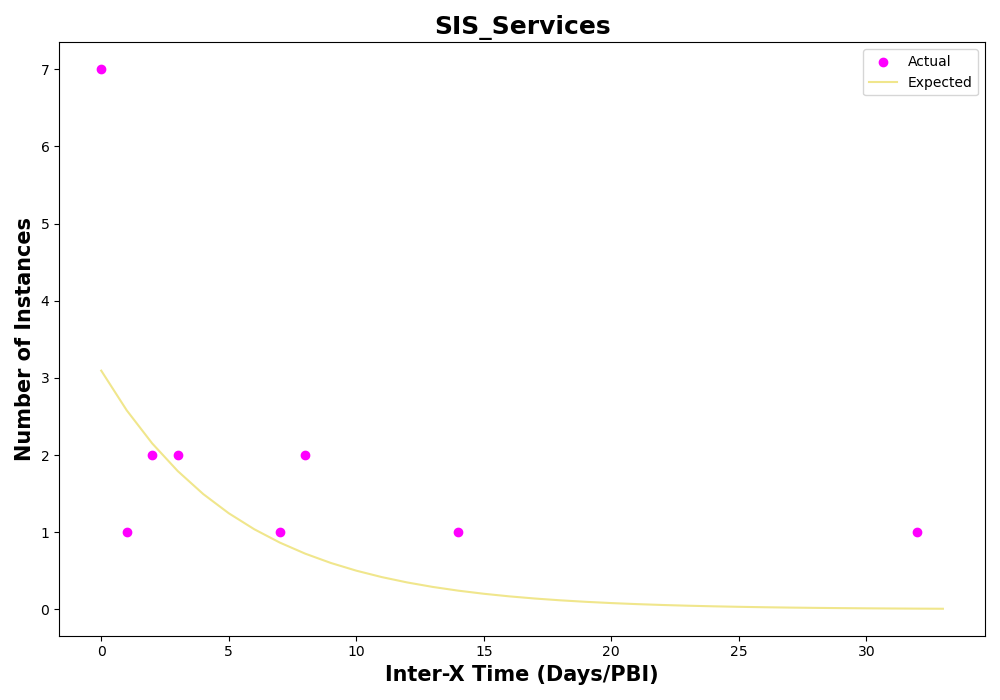 SIS_Services
Number of Instances
7
6
5
4
3
2
1
0
Actual
Expected
0 5 10 15 20 25 30
Inter-X Time (Days/PBI)